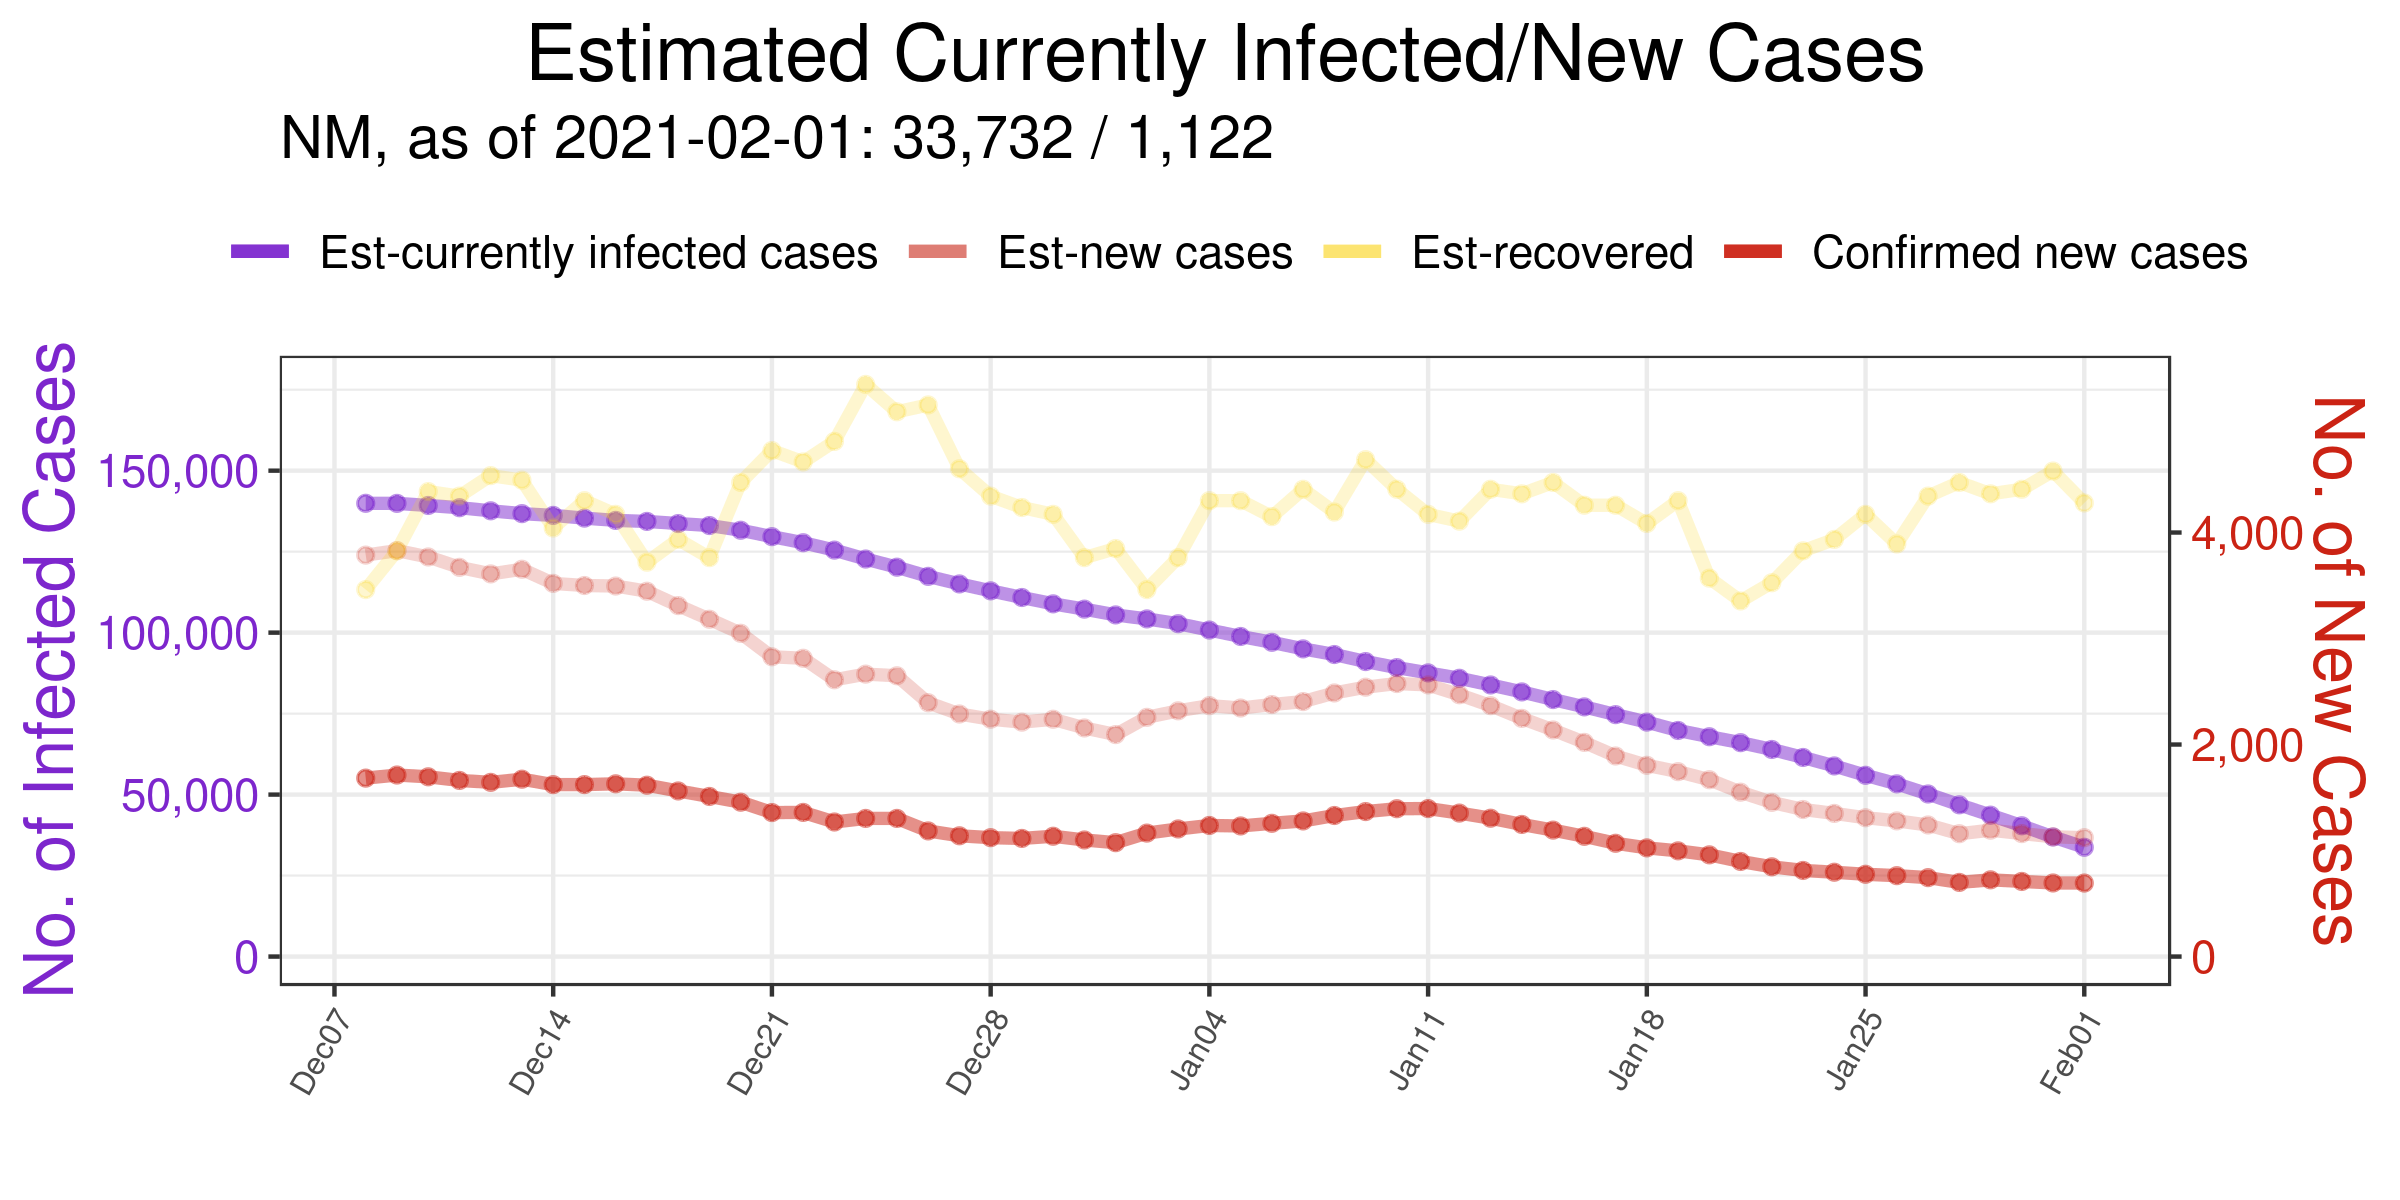 Estimated Currently Infected/New Cases
NM, as of 2021-02-01: 33,732 / 1,122
Est-currently infected cases Est-new cases Est-recovered Confirmed new cases
No. of Infected Cases
150,000
100,000
50,000
0
4,000
2,000
0
No. of New Cases
Dec07 Dec14 Dec21 Dec28 Jan04 Jan11 Jan18 Jan25 Feb01